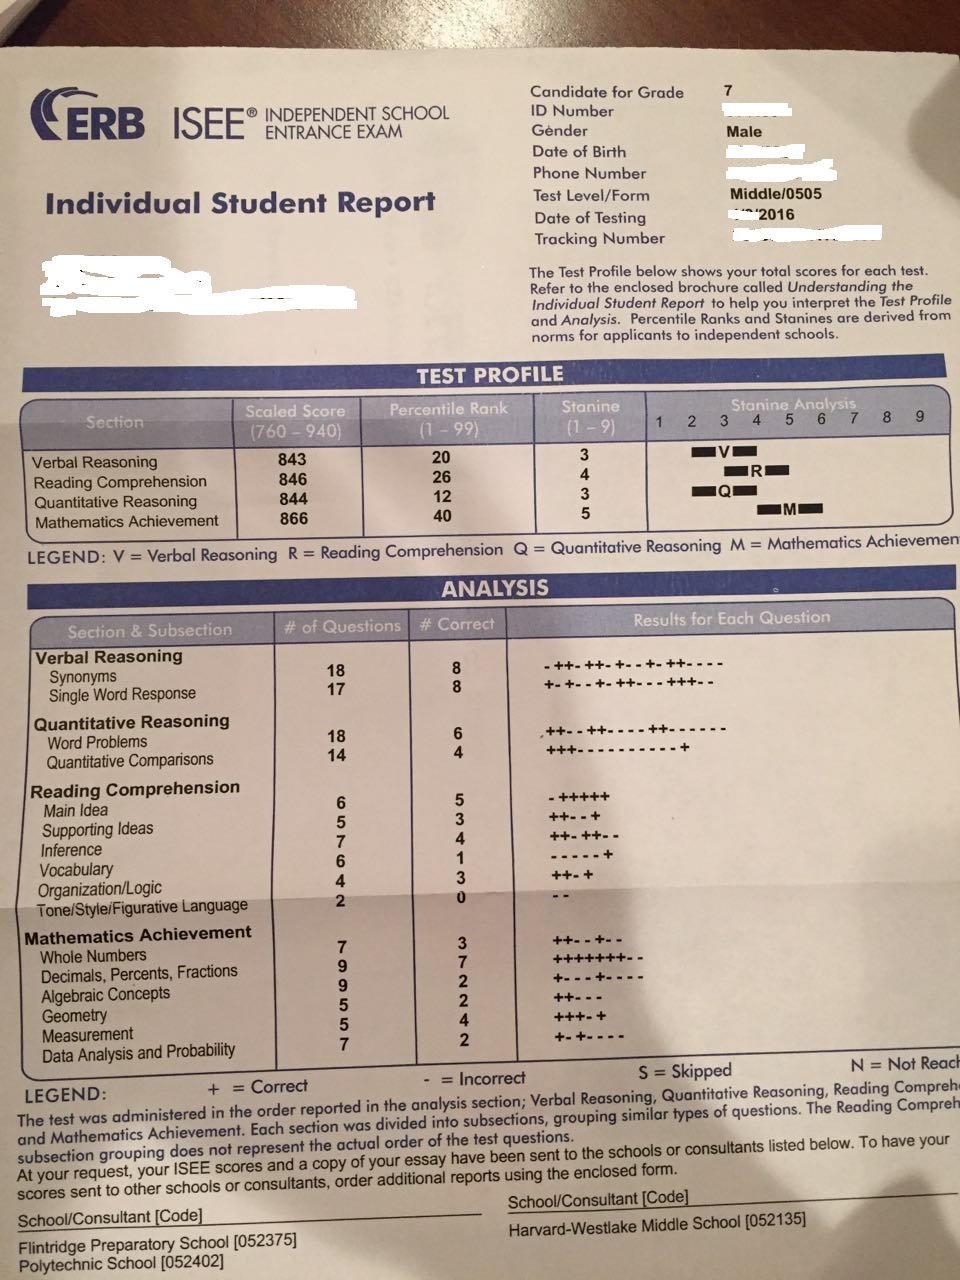 ERB ISEE® INDEPENDENT SCHOOL
ENTRANCE EXAM
Individual Student Report
Candidate for Grade 7
ID Number
Gender Male
Date of Birth
Phone Number
Test Level/Form Middle/0505
Date of Testing /2016
Tracking Number
The Test Profile below shows your total scores for each test.
Refer to the enclosed brochure called Understanding the
Individual Student Report to help you interpret the Test Profile
and Analysis. Percentile Ranks and Stanines are derived from
norms for applicants to independent schools.
TEST PROFILE
Section Scaled Score (760 – 940) Percentile Rank (1 – 99) Stanine (1 – 9) Stanine Analysis
1 2 3 4 5 6 7 8 9
Verbal Reasoning 843 20 3 V
Reading Comprehension 846 26 4 R
Quantitative Reasoning 844 12 3 Q
Mathematics Achievement 866 40 5 M
LEGEND: V = Verbal Reasoning R = Reading Comprehension Q = Quantitative Reasoning M = Mathematics Achievemen
ANALYSIS
Section & Subsection # of Questions # Correct Results for Each Question
Verbal Reasoning
Synonyms 18 8 -++-++-+--+-++----
Single Word Response 17 8 +-+--+-++---+++--
Quantitative Reasoning
Word Problems 18 6 ++--++----++------
Quantitative Comparisons 14 4 +++----------+
Reading Comprehension
Main Idea 6 5 -+++++
Supporting Ideas 5 3 ++--+
Inference 7 4 ++-++--
Vocabulary 6 1 -----+
Organization/Logic 4 3 ++-+
Tone/Style/Figurative Language 2 0 --
Mathematics Achievement
Whole Numbers 7 3 ++--+--
Decimals, Percents, Fractions 9 7 +++++++--
Algebraic Concepts 9 2 +---+----
Geometry 5 2 ++---
Measurement 5 4 +++-+
Data Analysis and Probability 7 2 +-+----
LEGEND: + = Correct - = Incorrect S = Skipped N = Not Reach
The test was administered in the order reported in the analysis section; Verbal Reasoning, Quantitative Reasoning, Reading Comprehe
and Mathematics Achievement. Each section was divided into subsections, grouping similar types of questions. The Reading Compreh
subsection grouping does not represent the actual order of the test questions.
At your request, your ISEE scores and a copy of your essay have been sent to the schools or consultants listed below. To have your
scores sent to other schools or consultants, order additional reports using the enclosed form.
School/Consultant [Code] School/Consultant [Code]
Flintridge Preparatory School [052375] Harvard-Westlake Middle School [052135]
Polytechnic School [052402]